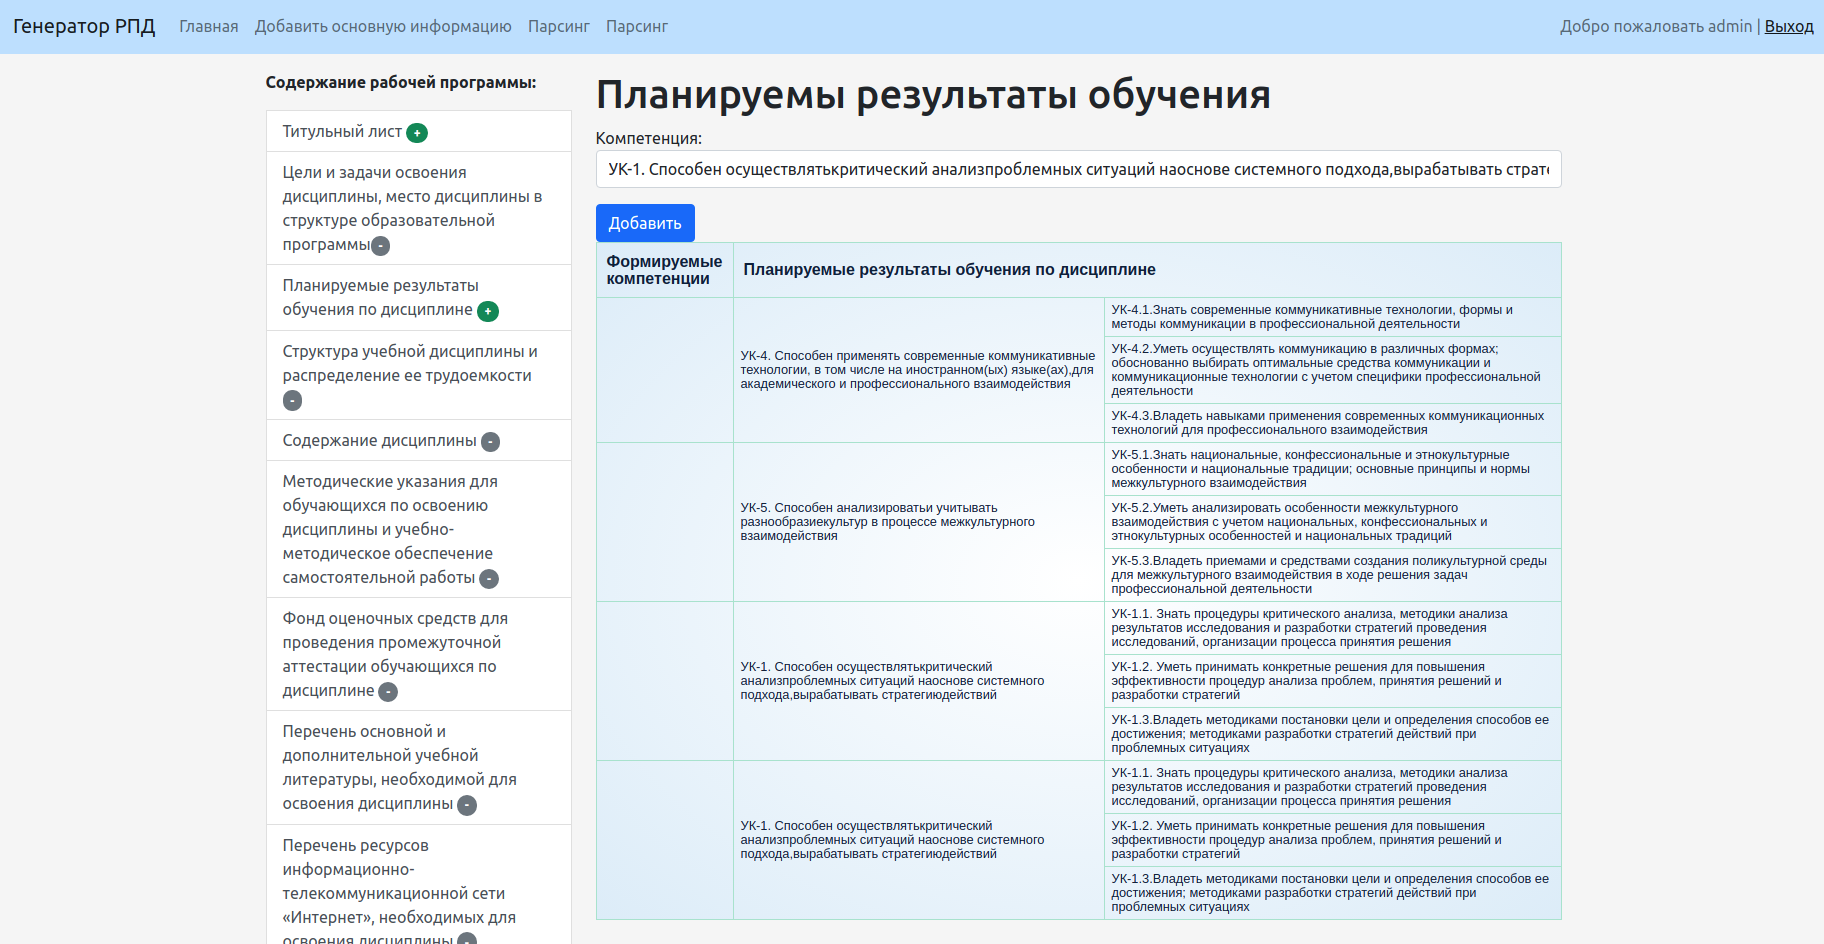 Генератор РПД
Главная
Добавить основную информацию
Парсинг
Парсинг
Добро пожаловать admin | Выход
Содержание рабочей программы:
Титульный лист +
Цели и задачи освоения
дисциплины, место дисциплины в
структуре образовательной
программы -
Планируемые результаты
обучения по дисциплине +
Структура учебной дисциплины и
распределение ее трудоемкости
-
Содержание дисциплины -
Методические указания для
обучающихся по освоению
дисциплины и учебно-
методическое обеспечение
самостоятельной работы -
Фонд оценочных средств для
проведения промежуточной
аттестации обучающихся по
дисциплине -
Перечень основной и
дополнительной учебной
литературы, необходимой для
освоения дисциплины -
Перечень ресурсов
информационно-
телекоммуникационной сети
«Интернет», необходимых для
освоения дисциплины -
Планируемы результаты обучения
Компетенция:
УК-1. Способен осуществлятькритический анализпроблемных ситуаций наоснове системного подхода,вырабатывать страте
Добавить
Формируемые
компетенции
Планируемые результаты обучения по дисциплине
УК-4. Способен применять современные коммуникативные
технологии, в том числе на иностранном(ых) языке(ах),для
академического и профессионального взаимодействия
УК-4.1.Знать современные коммуникативные технологии, формы и
методы коммуникации в профессиональной деятельности
УК-4.2.Уметь осуществлять коммуникацию в различных формах;
обоснованно выбирать оптимальные средства коммуникации и
коммуникационные технологии с учетом специфики профессиональной
деятельности
УК-4.3.Владеть навыками применения современных коммуникационных
технологий для профессионального взаимодействия
УК-5. Способен анализироватьи учитывать
разнообразиекультур в процессе межкультурного
взаимодействия
УК-5.1.Знать национальные, конфессиональные и этнокультурные
особенности и национальные традиции; основные принципы и нормы
межкультурного взаимодействия
УК-5.2.Уметь анализировать особенности межкультурного
взаимодействия с учетом национальных, конфессиональных и
этнокультурных особенностей и национальных традиций
УК-5.3.Владеть приемами и средствами создания поликультурной среды
для межкультурного взаимодействия в ходе решения задач
профессиональной деятельности
УК-1. Способен осуществлятькритический
анализпроблемных ситуаций наоснове системного
подхода,вырабатывать стратегиюдействий
УК-1.1. Знать процедуры критического анализа, методики анализа
результатов исследования и разработки стратегий проведения
исследований, организации процесса принятия решения
УК-1.2. Уметь принимать конкретные решения для повышения
эффективности процедур анализа проблем, принятия решений и
разработки стратегий
УК-1.3.Владеть методиками постановки цели и определения способов ее
достижения; методиками разработки стратегий действий при
проблемных ситуациях
УК-1. Способен осуществлятькритический
анализпроблемных ситуаций наоснове системного
подхода,вырабатывать стратегиюдействий
УК-1.1. Знать процедуры критического анализа, методики анализа
результатов исследования и разработки стратегий проведения
исследований, организации процесса принятия решения
УК-1.2. Уметь принимать конкретные решения для повышения
эффективности процедур анализа проблем, принятия решений и
разработки стратегий
УК-1.3.Владеть методиками постановки цели и определения способов ее
достижения; методиками разработки стратегий действий при
проблемных ситуациях